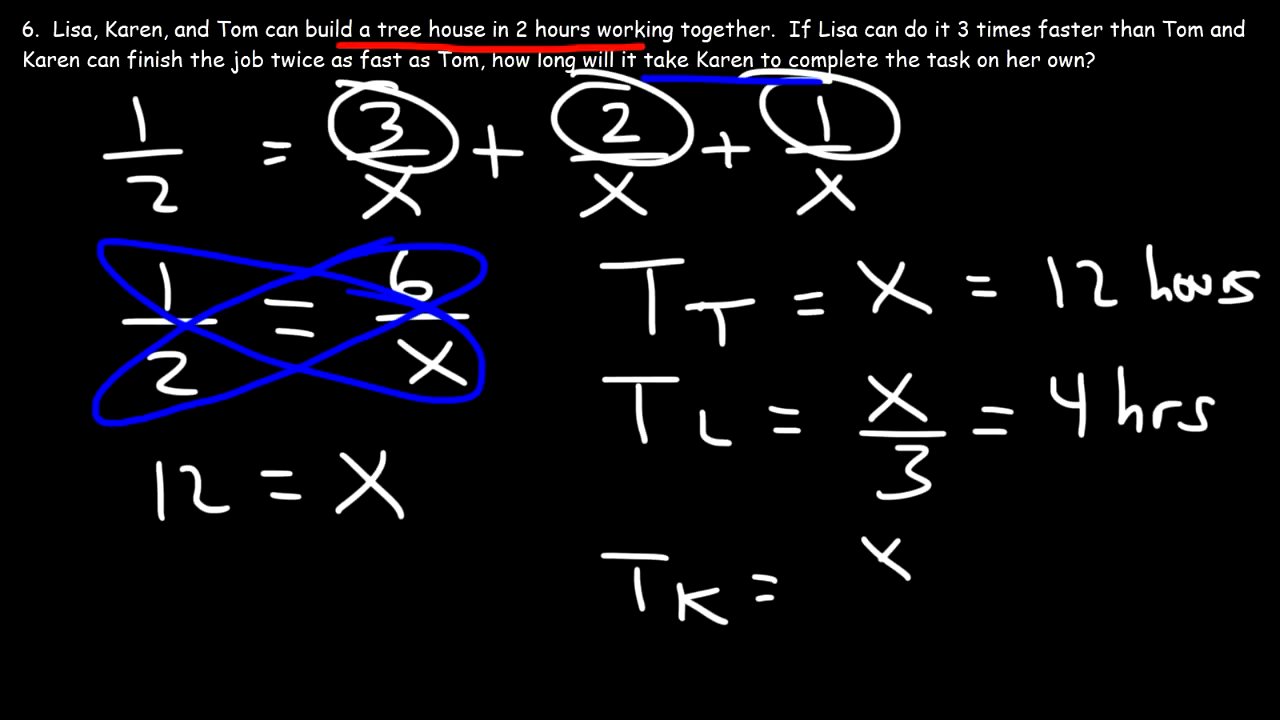 6. Lisa, Karen, and Tom can build a tree house in 2 hours working together. If Lisa can do it 3 times faster than Tom and
Karen can finish the job twice as fast as Tom, how long will it take Karen to complete the task on her own?
1/2 = 3/x + 2/x + 1/x
1/2 = 6/x
12 = x
T_T = x = 12 hours
T_L = x/3 = 4 hrs
T_K = x